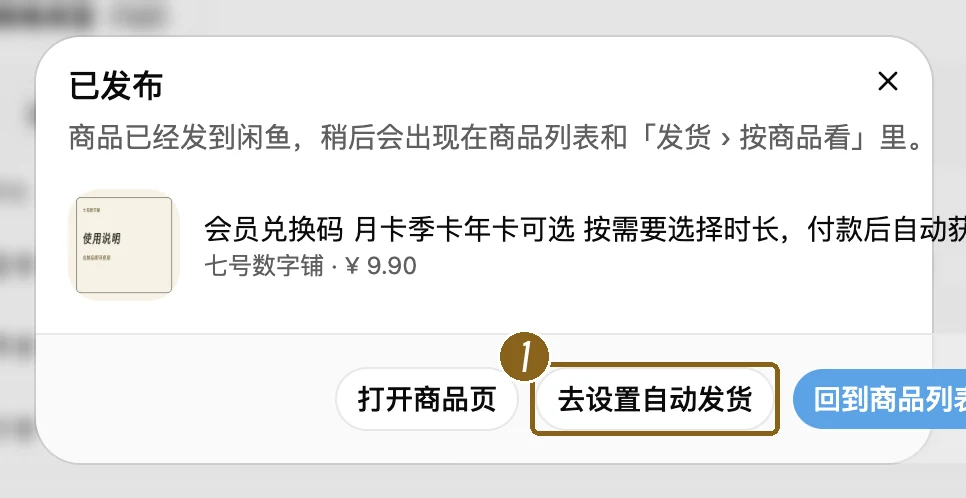 已发布
商品已经发到闲鱼，稍后会出现在商品列表和「发货 › 按商品看」里。
使用说明
会员兑换码 月卡季卡年卡可选 按需要选择时长，付款后自动获
七号数字铺 · ¥ 9.90
1
打开商品页
去设置自动发货
回到商品列表